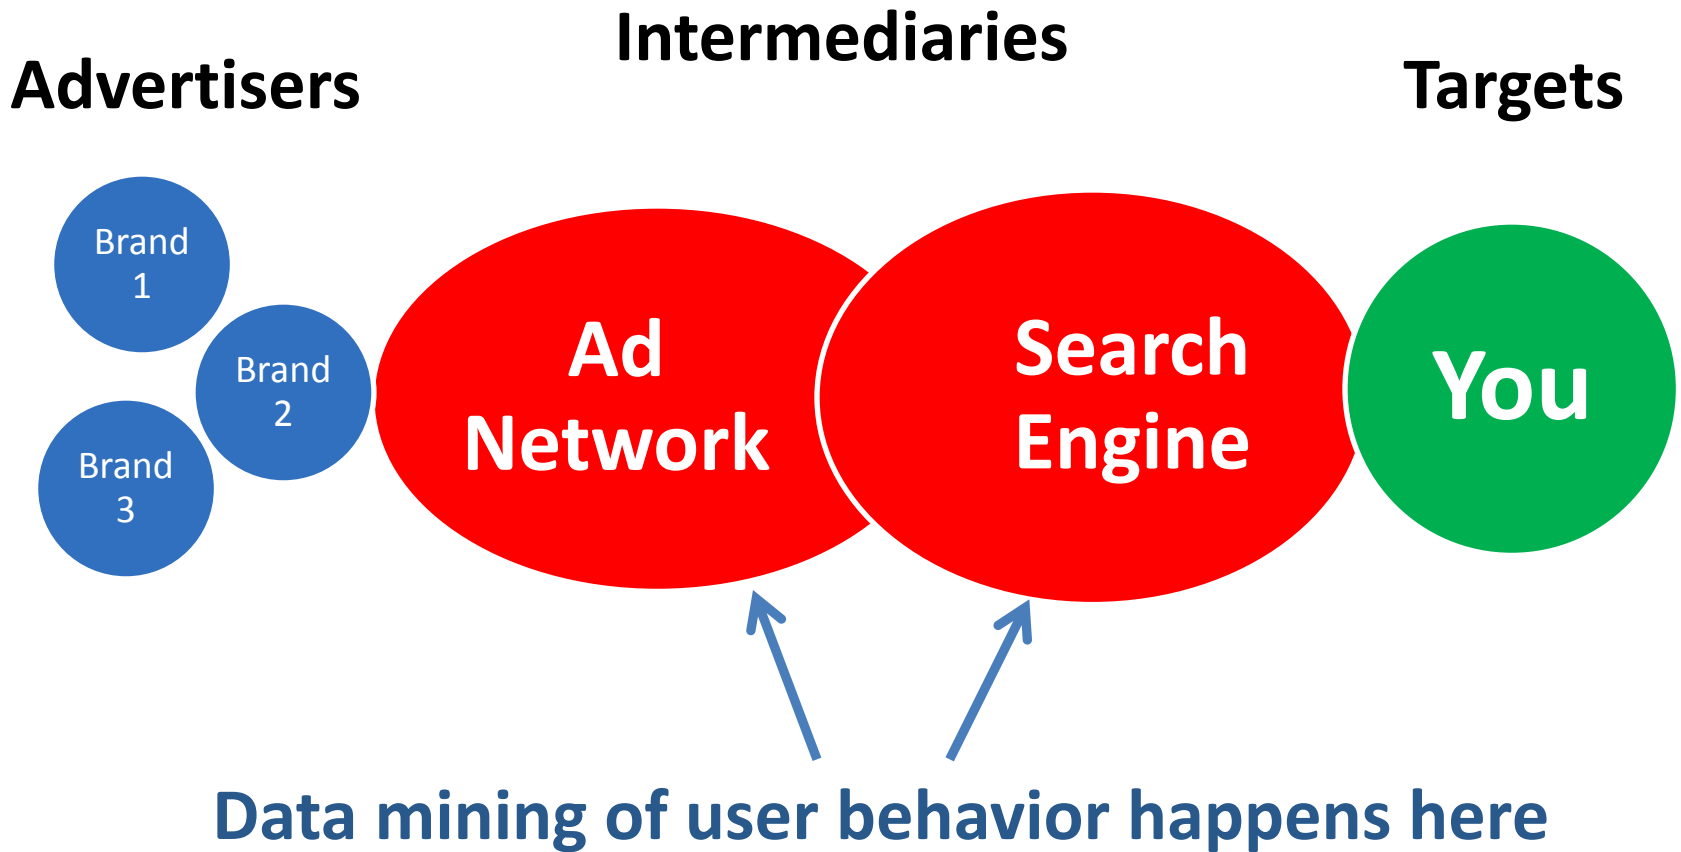 Intermediaries
Advertisers
Targets
Brand
1
Brand
2
Brand
3
Ad
Network
Search
Engine
You
Data mining of user behavior happens here